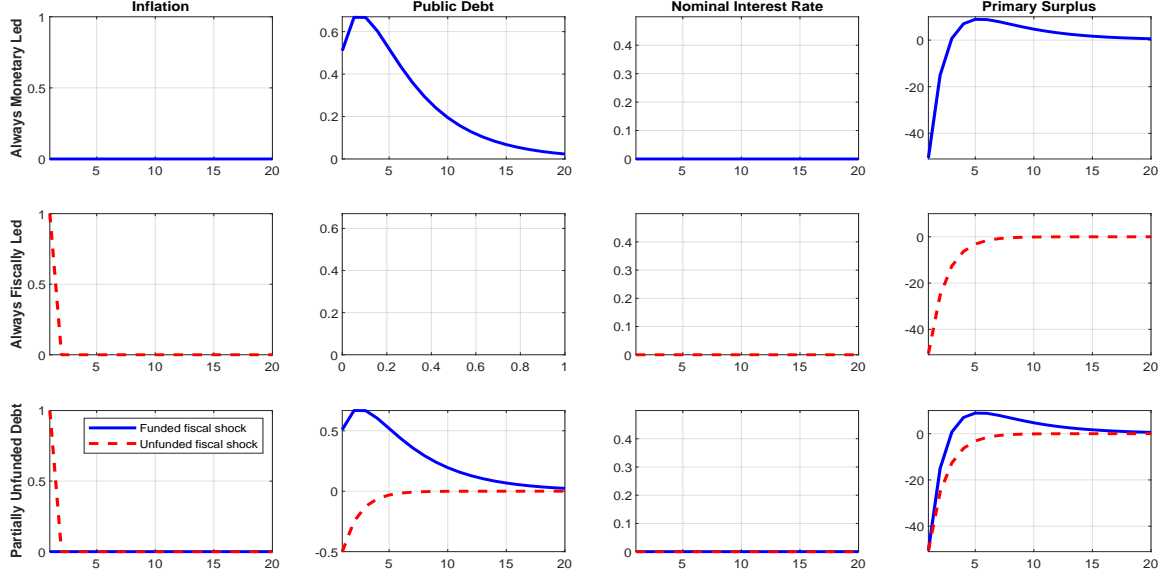 Inflation
Public Debt
Nominal Interest Rate
Primary Surplus
Always Monetary Led
1
0.5
0
5 10 15 20
0.6
0.4
0.2
0
5 10 15 20
0.4
0.3
0.2
0.1
0
5 10 15 20
0
-20
-40
5 10 15 20
Always Fiscally Led
1
0.5
0
5 10 15 20
0.6
0.4
0.2
0
0 0.2 0.4 0.6 0.8 1
0.4
0.3
0.2
0.1
0
5 10 15 20
0
-20
-40
5 10 15 20
Partially Unfunded Debt
1
0.5
0
Funded fiscal shock
Unfunded fiscal shock
5 10 15 20
0.5
0
-0.5
5 10 15 20
0.4
0.3
0.2
0.1
0
5 10 15 20
0
-20
-40
5 10 15 20